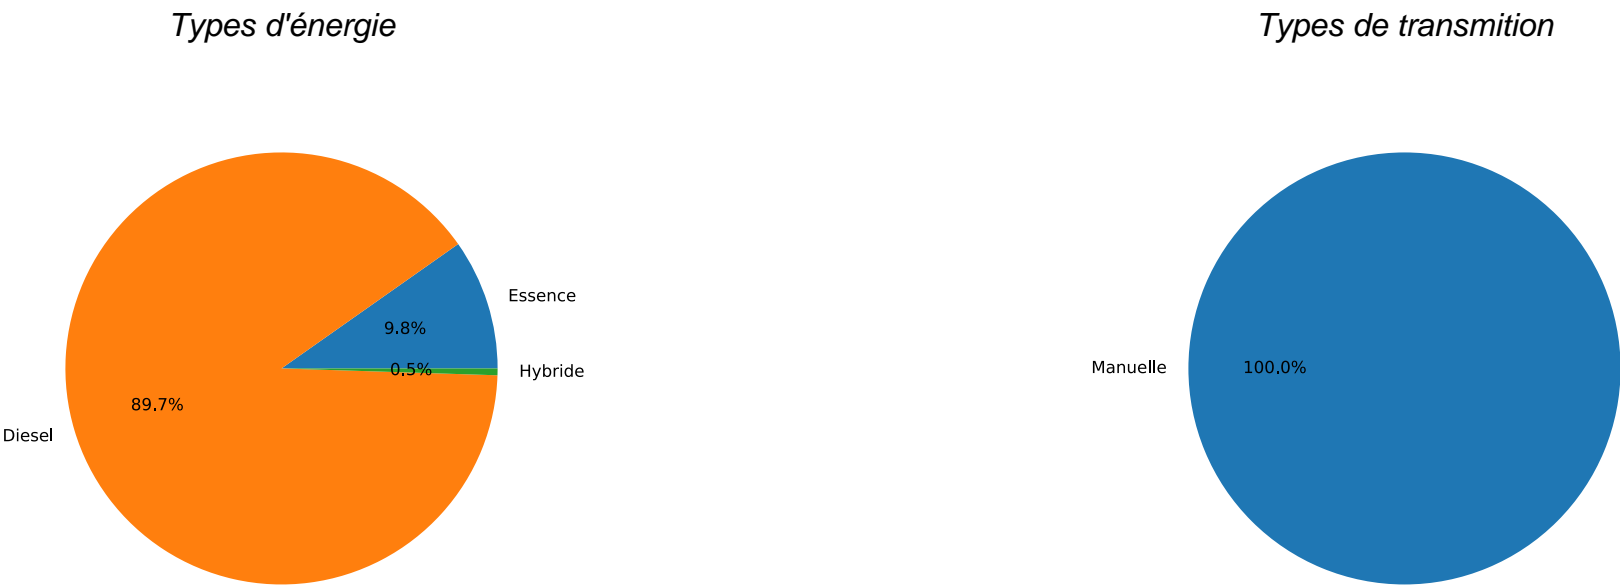 Types d'énergie
Types de transmition
Essence
9.8%
0.5%
Hybride
89.7%
Diesel
Manuelle
100.0%